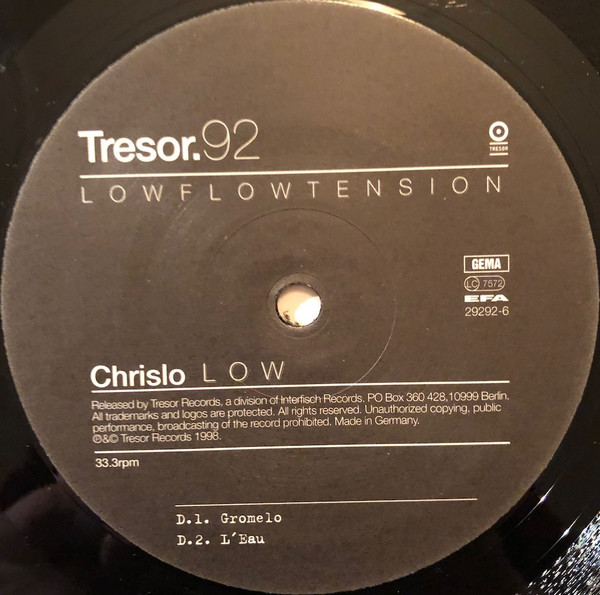 Tresor.92
TRESOR
LOWFLOWTENSION
GEMA
LC 7572
EFA
29292-6
Chrislo LOW
Released by Tresor Records, a division of Interfisch Records. PO Box 360 428, 10999 Berlin.
All trademarks and logos are protected. All rights reserved. Unauthorized copying, public
performance, broadcasting of the record prohibited. Made in Germany.
℗&© Tresor Records 1998.
33.3rpm
D.1. Gromelo
D.2. L´Eau